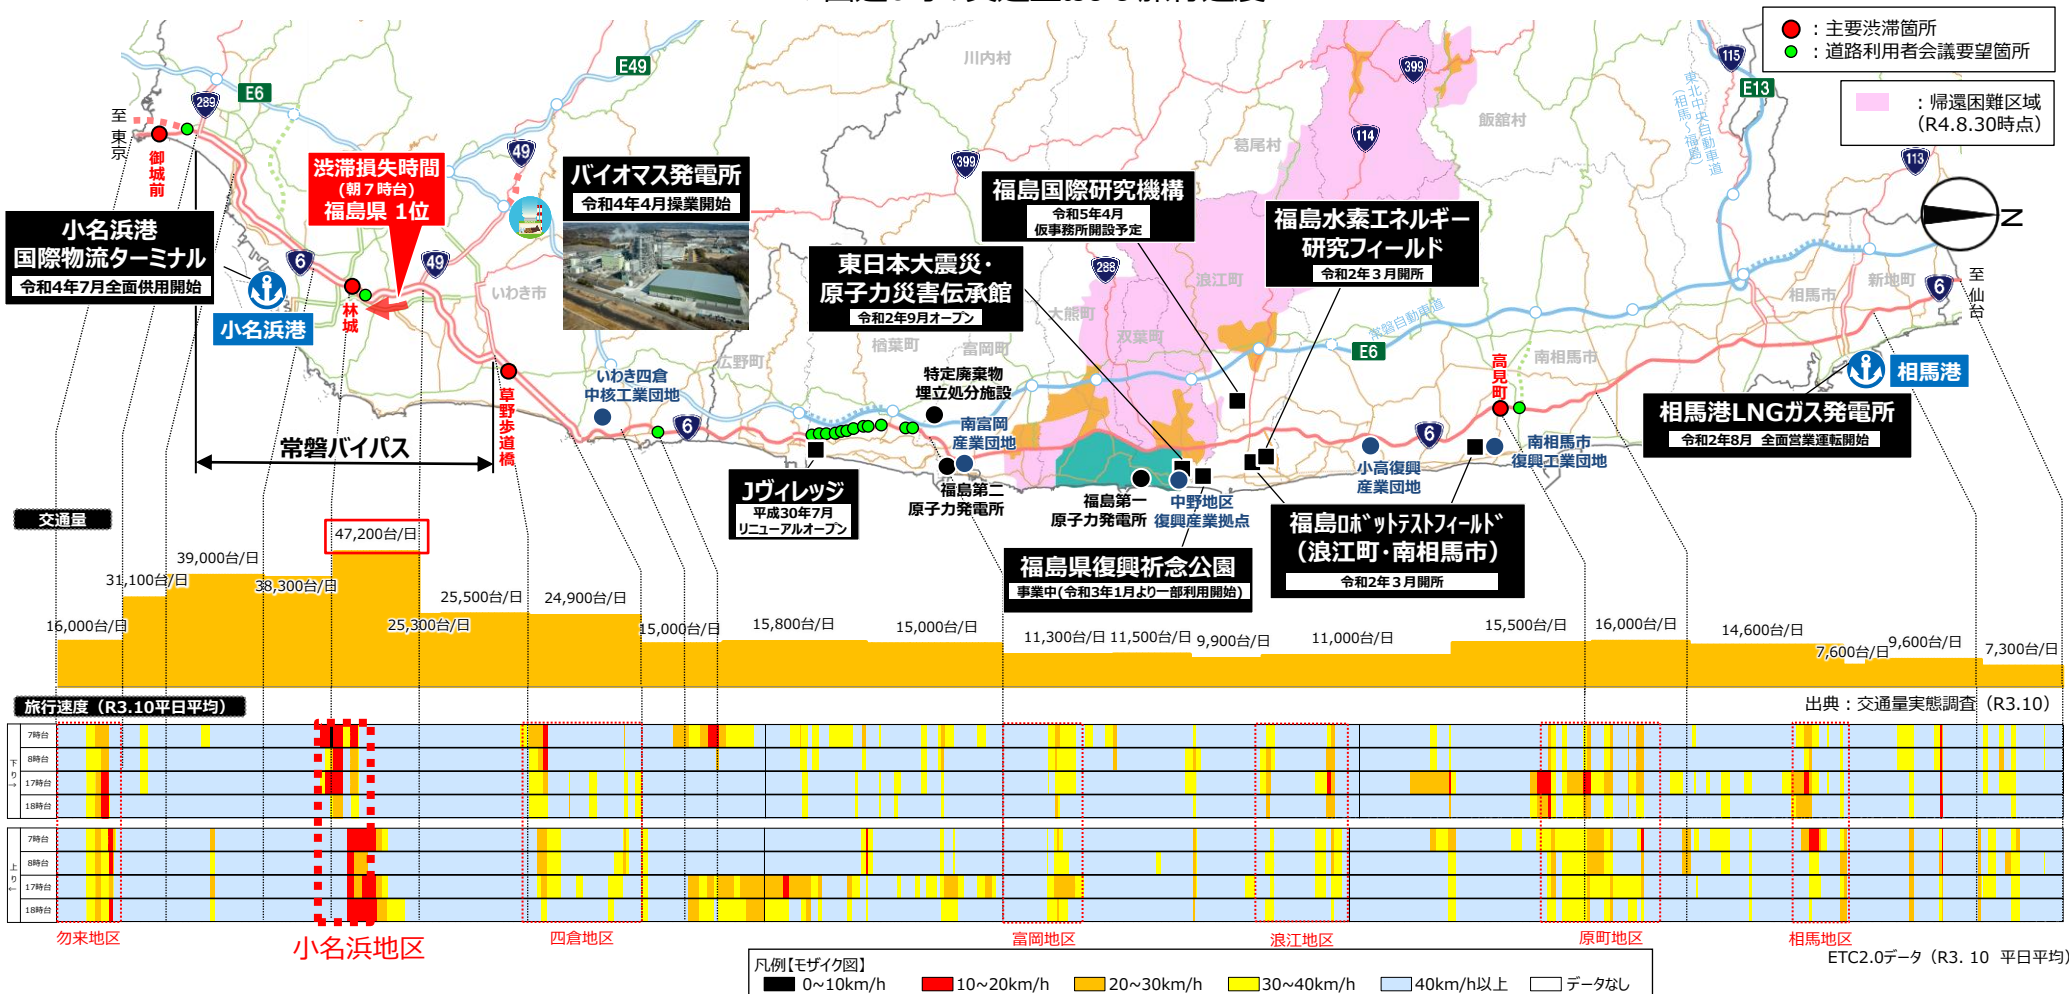 ：主要渋滞箇所
：道路利用者会議要望箇所
：帰還困難区域
(R4.8.30時点)
川内村
飯舘村
葛尾村
浪江町
大熊町
双葉町
富岡町
楢葉町
広野町
いわき市
南相馬市
相馬市
新地町
E49
E6
289
49
399
399
114
115
E13
113
東北中央自動車道
(相馬～福島)
至 東京
御城前
渋滞損失時間
(朝７時台)
福島県 1位
バイオマス発電所
令和4年4月操業開始
福島国際研究機構
令和5年4月
仮事務所開設予定
福島水素エネルギー
研究フィールド
令和2年３月開所
N
小名浜港
国際物流ターミナル
令和4年7月全面供用開始
6
49
小名浜港
林城
東日本大震災・
原子力災害伝承館
令和2年9月オープン
288
常磐自動車道
E6
至 仙台
6
草野歩道橋
いわき四倉
中核工業団地
特定廃棄物
埋立処分施設
南富岡
産業団地
高見町
相馬港
相馬港LNGガス発電所
令和2年8月 全面営業運転開始
常磐バイパス
6
6
Jヴィレッジ
平成30年7月
リニューアルオープン
福島第二
原子力発電所
福島第一
原子力発電所
中野地区
復興産業拠点
小高復興
産業団地
南相馬市
復興工業団地
福島ﾛﾎﾞｯﾄﾃｽﾄﾌｨｰﾙﾄﾞ
（浪江町・南相馬市）
令和2年３月開所
福島県復興祈念公園
事業中(令和3年1月より一部利用開始)
交通量
16,000台/日
31,100台/日
39,000台/日
38,300台/日
47,200台/日
25,300台/日
25,500台/日
24,900台/日
15,000台/日
15,800台/日
15,000台/日
11,300台/日
11,500台/日
9,900台/日
11,000台/日
15,500台/日
16,000台/日
14,600台/日
7,600台/日
9,600台/日
7,300台/日
出典：交通量実態調査（R3.10）
旅行速度（R3.10平日平均）
下り→
7時台
8時台
17時台
18時台
上り←
7時台
8時台
17時台
18時台
勿来地区
小名浜地区
四倉地区
富岡地区
浪江地区
原町地区
相馬地区
ETC2.0データ（R3. 10 平日平均）
凡例【モザイク図】
0~10km/h
10~20km/h
20~30km/h
30~40km/h
40km/h以上
データなし